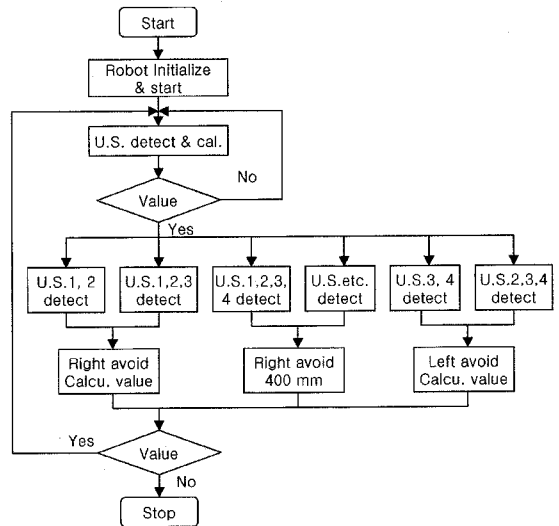 Start
Robot Initialize
& start
U.S. detect & cal.
No
Value
Yes
U.S.1, 2
detect
U.S.1,2,3
detect
U.S.1,2,3,
4 detect
U.S.etc.
detect
U.S.3, 4
detect
U.S.2,3,4
detect
Right avoid
Calcu. value
Right avoid
400 mm
Left avoid
Calcu. value
Yes
Value
No
Stop